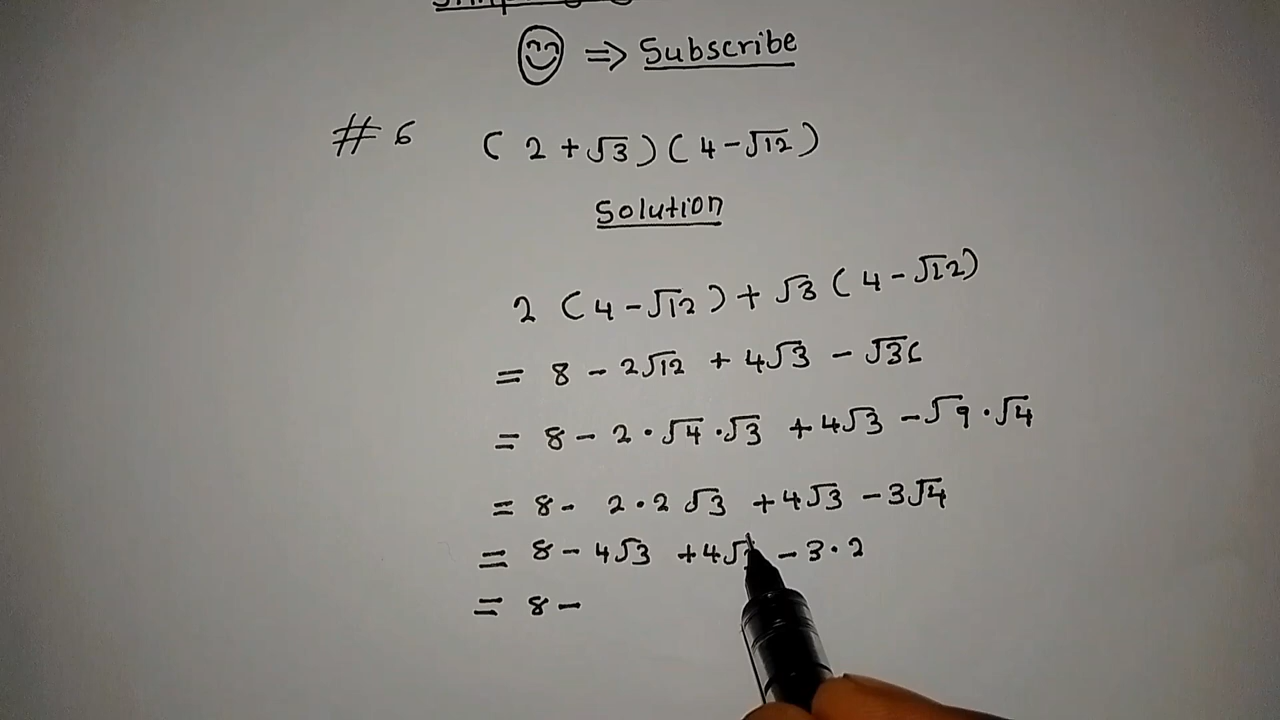 ⇒ Subscribe
# 6 (2+√3)(4-√12)
Solution
2 (4-√12) + √3 (4-√12)
= 8 - 2√12 + 4√3 - √36
= 8 - 2·√4·√3 + 4√3 - √9·√4
= 8 - 2·2√3 + 4√3 - 3√4
= 8 - 4√3 + 4√ - 3·2
= 8 -